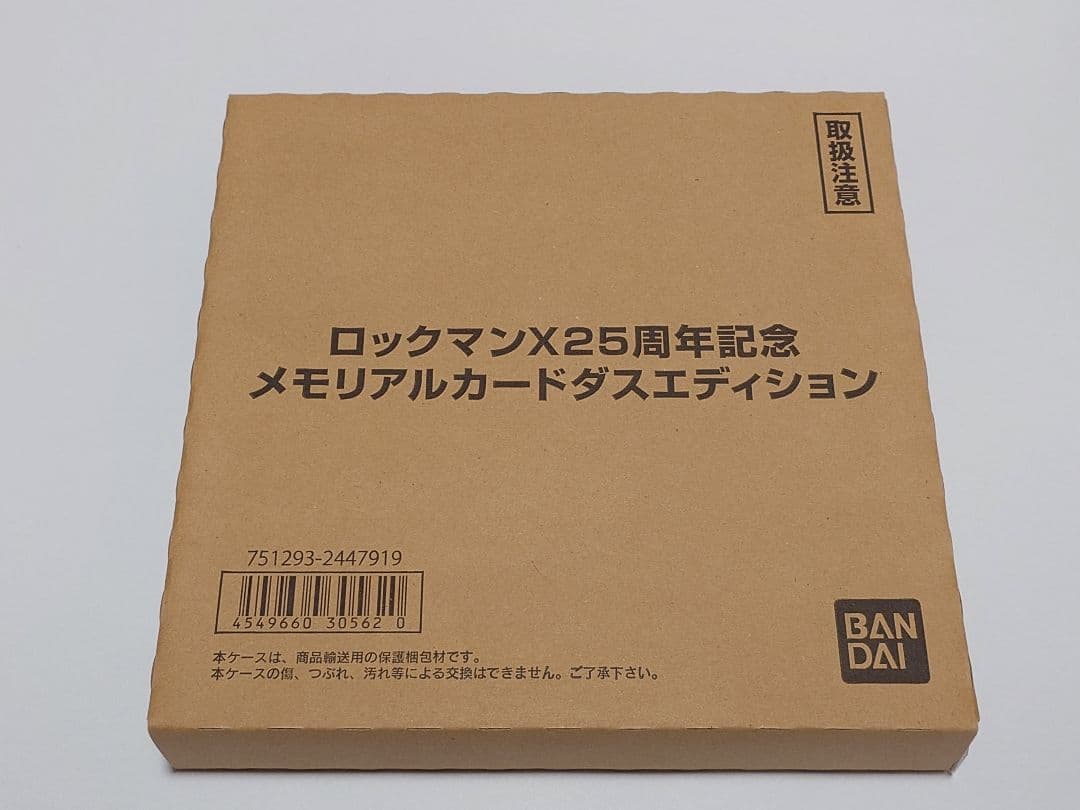 取扱注意
ロックマンX25周年記念
メモリアルカードダスエディション
751293-2447919
4549660 30562 0
本ケースは、商品輸送用の保護梱包材です。
本ケースの傷、つぶれ、汚れ等による交換はできません。ご了承下さい。
BAN
DAI